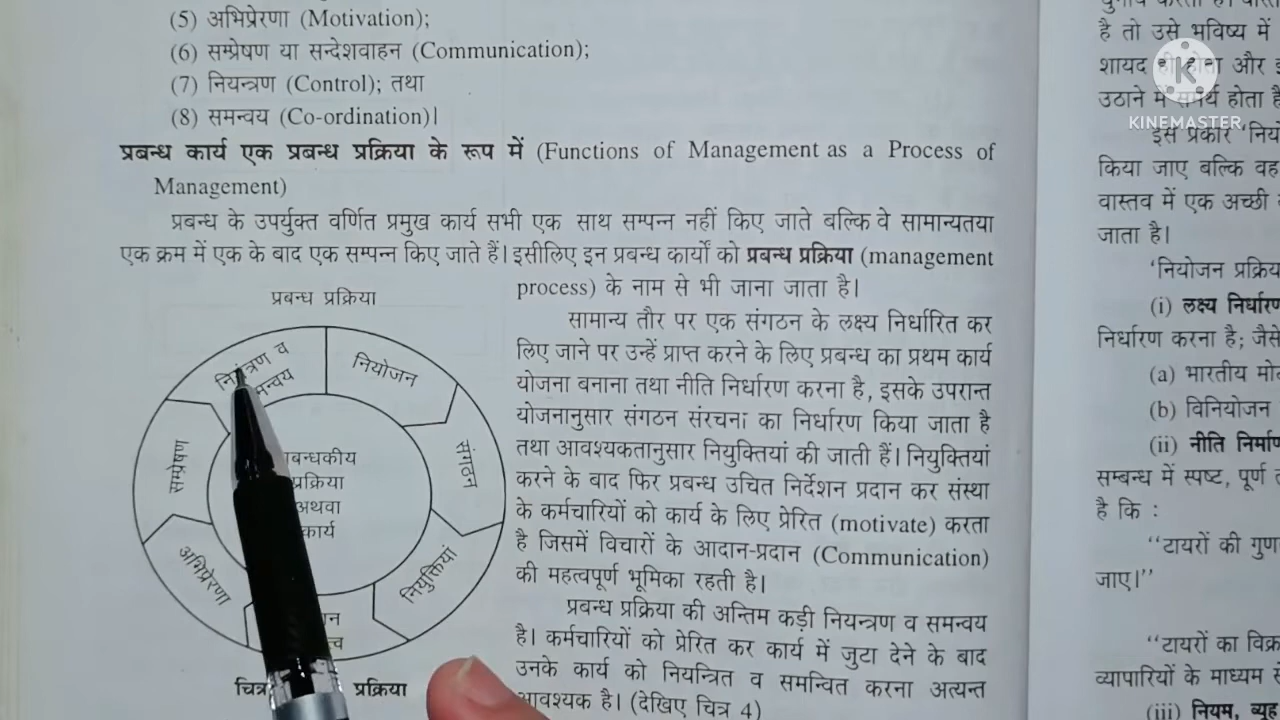 (5) अभिप्रेरणा (Motivation);
(6) सम्प्रेषण या सन्देशवाहन (Communication);
(7) नियन्त्रण (Control); तथा
(8) समन्वय (Co-ordination)।
प्रबन्ध कार्य एक प्रबन्ध प्रक्रिया के रूप में (Functions of Management as a Process of
Management)
प्रबन्ध के उपर्युक्त वर्णित प्रमुख कार्य सभी एक साथ सम्पन्न नहीं किए जाते बल्कि वे सामान्यतया
एक क्रम में एक के बाद एक सम्पन्न किए जाते हैं। इसीलिए इन प्रबन्ध कार्यों को प्रबन्ध प्रक्रिया (management
process) के नाम से भी जाना जाता है।
सामान्य तौर पर एक संगठन के लक्ष्य निर्धारित कर
लिए जाने पर उन्हें प्राप्त करने के लिए प्रबन्ध का प्रथम कार्य
योजना बनाना तथा नीति निर्धारण करना है, इसके उपरान्त
योजनानुसार संगठन संरचना का निर्धारण किया जाता है
तथा आवश्यकतानुसार नियुक्तियां की जाती हैं। नियुक्तियां
करने के बाद फिर प्रबन्ध उचित निर्देशन प्रदान कर संस्था
के कर्मचारियों को कार्य के लिए प्रेरित (motivate) करता
है जिसमें विचारों के आदान-प्रदान (Communication)
की महत्वपूर्ण भूमिका रहती है।
प्रबन्ध प्रक्रिया की अन्तिम कड़ी नियन्त्रण व समन्वय
है। कर्मचारियों को प्रेरित कर कार्य में जुटा देने के बाद
उनके कार्य को नियन्त्रित व समन्वित करना अत्यन्त
आवश्यक है। (देखिए चित्र 4)
प्रबन्ध प्रक्रिया
व
नियोजन
संगठन
नियुक्तियां
अभिप्रेरणा
सम्प्रेषण
प्रक्रिया
अथवा
कार्य
प्रक्रिया
है तो उसे भविष्य में
शायद
उठाने में समर्थ होता है
इस प्रकार
किया जाए बल्कि वह
वास्तव में एक अच्छी
जाता है।
'नियोजन
(i) लक्ष्य
निर्धारण करना है; जैसे
(a) भारतीय
(b) विनियोजन
(ii) नीति
सम्बन्ध में स्पष्ट, पूर्ण
है कि :
"टायरों की
जाए।"
"टायरों का
व्यापारियों के माध्यम
(iii) नियम,
KINEMASTER